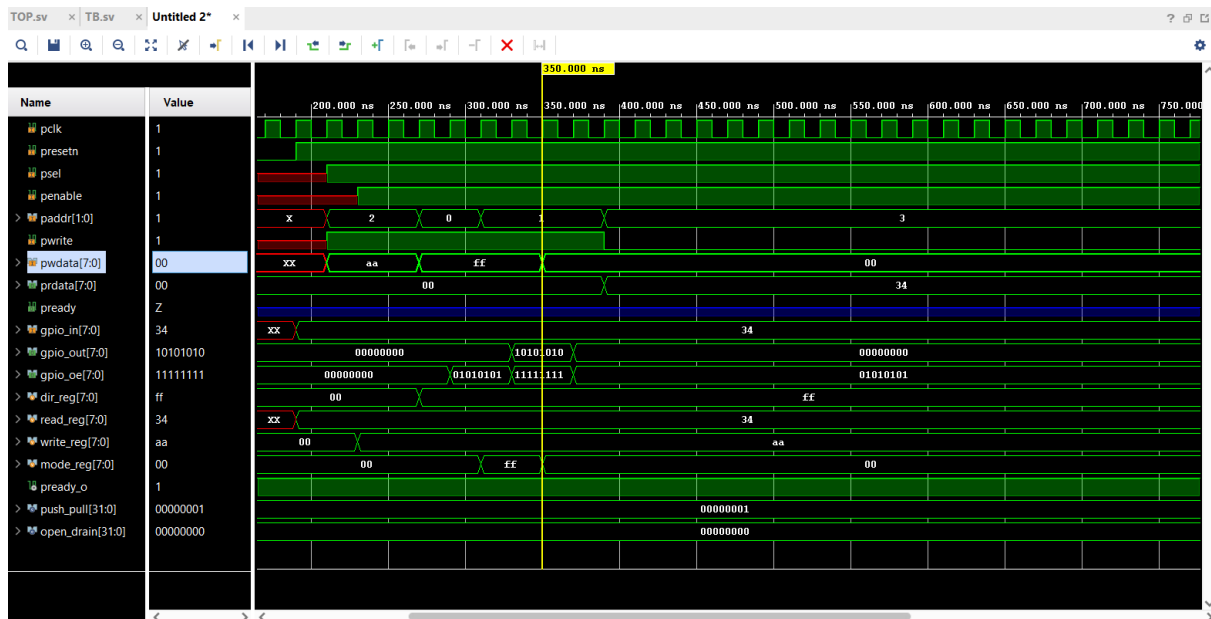 TOP.sv × TB.sv × Untitled 2* ×
350.000 ns
Name Value
200.000 ns 250.000 ns 300.000 ns 350.000 ns 400.000 ns 450.000 ns 500.000 ns 550.000 ns 600.000 ns 650.000 ns 700.000 ns 750.000
pclk 1
presetn 1
psel 1
penable 1
paddr[1:0] 1 X 2 0 1 3
pwrite 1
pwdata[7:0] 00 XX aa ff 00
prdata[7:0] 00 00 34
pready Z
gpio_in[7:0] 34 XX 34
gpio_out[7:0] 10101010 00000000 10101010 00000000
gpio_oe[7:0] 11111111 00000000 01010101 11111111 01010101
dir_reg[7:0] ff 00 ff
read_reg[7:0] 34 XX 34
write_reg[7:0] aa 00 aa
mode_reg[7:0] 00 00 ff 00
pready_o 1
push_pull[31:0] 00000001 00000001
open_drain[31:0] 00000000 00000000